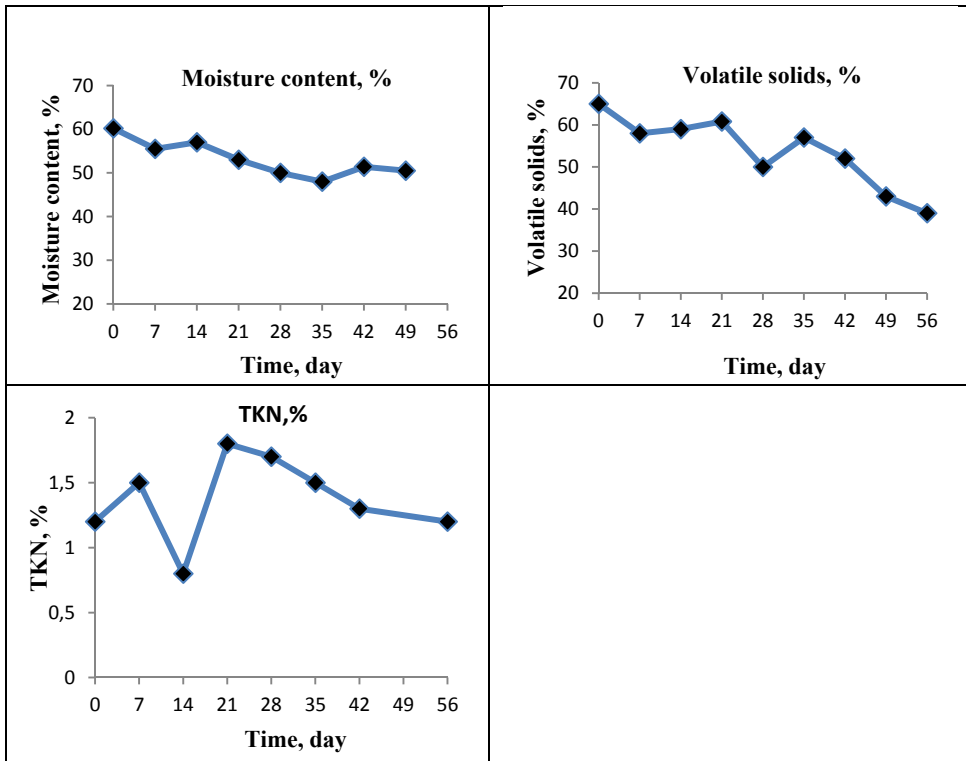 Moisture content, %
Moisture content, %
70
60
50
40
30
20
0 7 14 21 28 35 42 49 56
Time, day
Volatile solids, %
Volatile solids, %
70
60
50
40
30
20
0 7 14 21 28 35 42 49 56
Time, day
TKN,%
TKN, %
2
1,5
1
0,5
0
0 7 14 21 28 35 42 49 56
Time, day